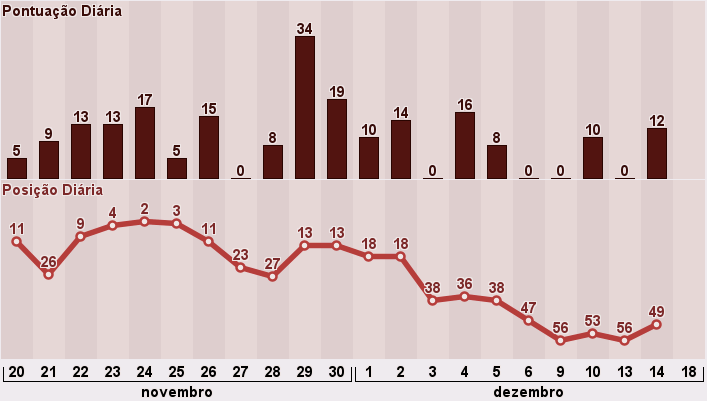 Pontuação Diária
5 9 13 13 17 5 15 0 8 34 19 10 14 0 16 8 0 0 10 0 12
Posição Diária
11 26 9 4 2 3 11 23 27 13 13 18 18 38 36 38 47 56 53 56 49
20 21 22 23 24 25 26 27 28 29 30 1 2 3 4 5 6 9 10 13 14 18
novembro dezembro